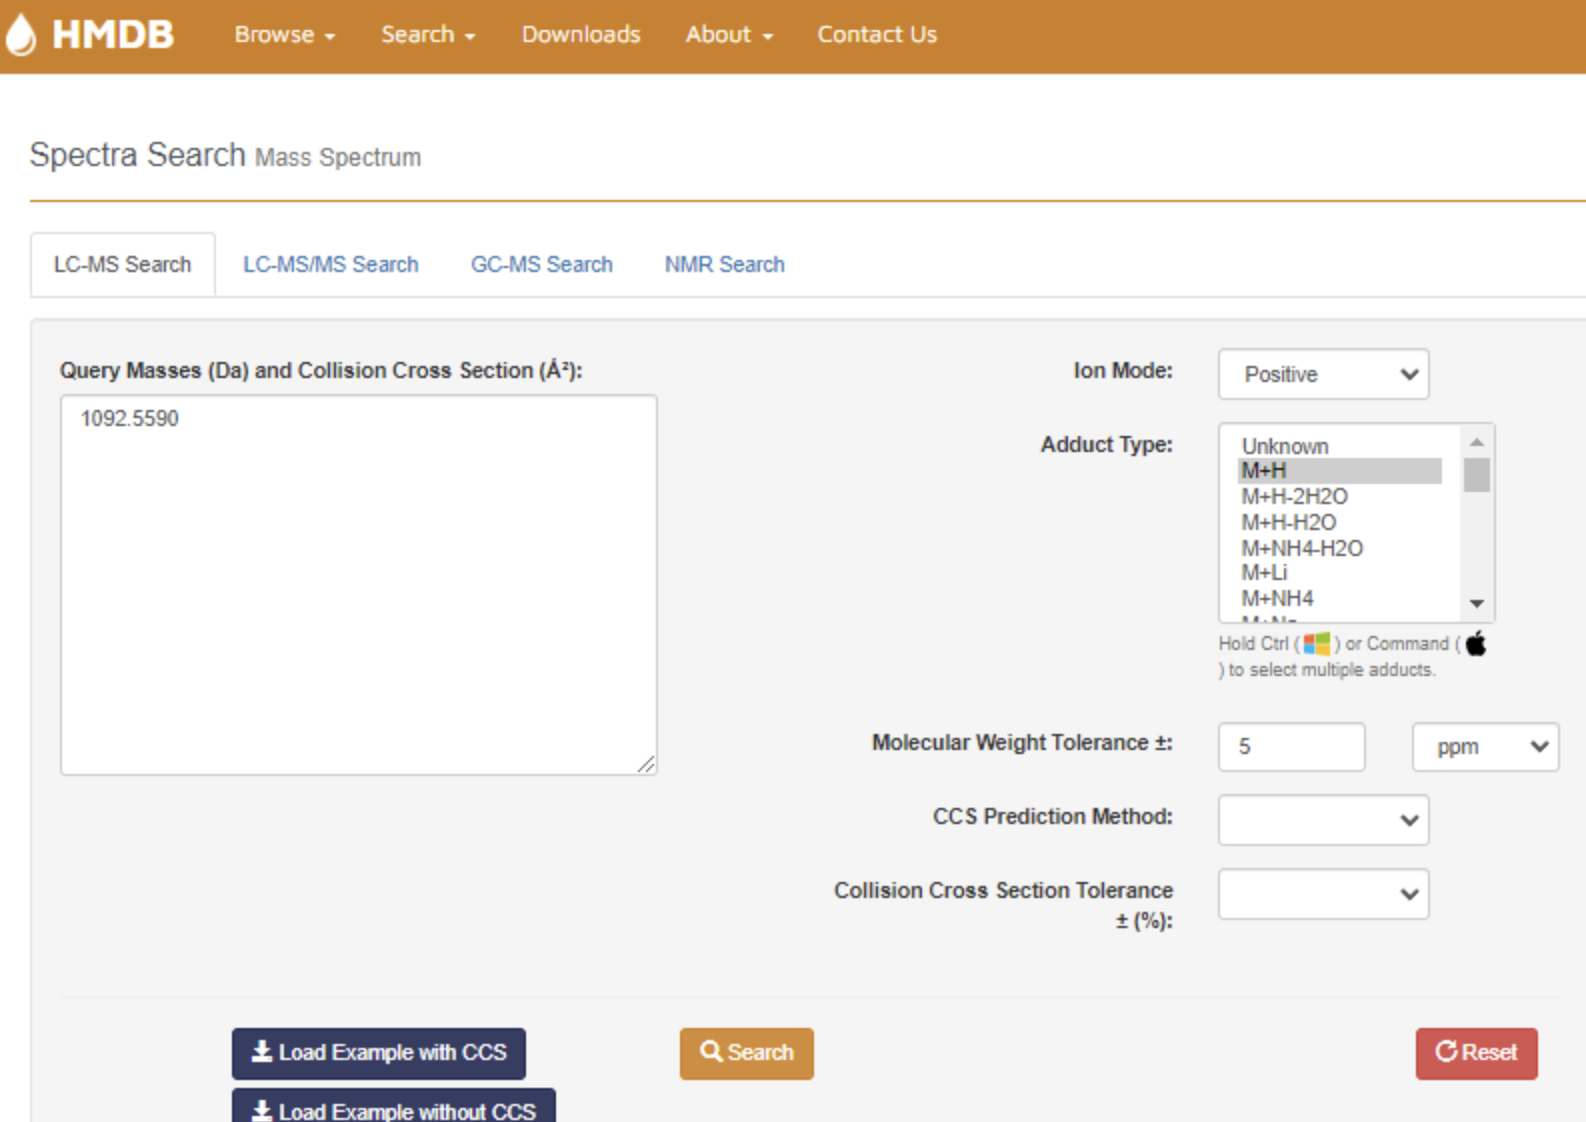 HMDB Browse Search Downloads About Contact Us
Spectra Search Mass Spectrum
LC-MS Search LC-MS/MS Search GC-MS Search NMR Search
Query Masses (Da) and Collision Cross Section (Å²):
1092.5590
Ion Mode: Positive
Adduct Type:
Unknown
M+H
M+H-2H2O
M+H-H2O
M+NH4-H2O
M+Li
M+NH4
M+Na
Hold Ctrl ( ) or Command (
) to select multiple adducts.
Molecular Weight Tolerance ±: 5 ppm
CCS Prediction Method:
Collision Cross Section Tolerance
± (%):
Load Example with CCS Search Reset
Load Example without CCS